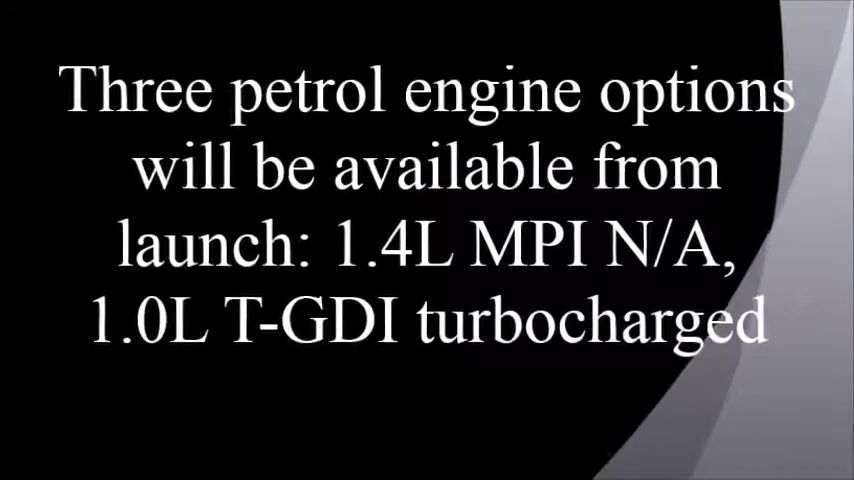 Three petrol engine options
will be available from
launch: 1.4L MPI N/A,
1.0L T-GDI turbocharged